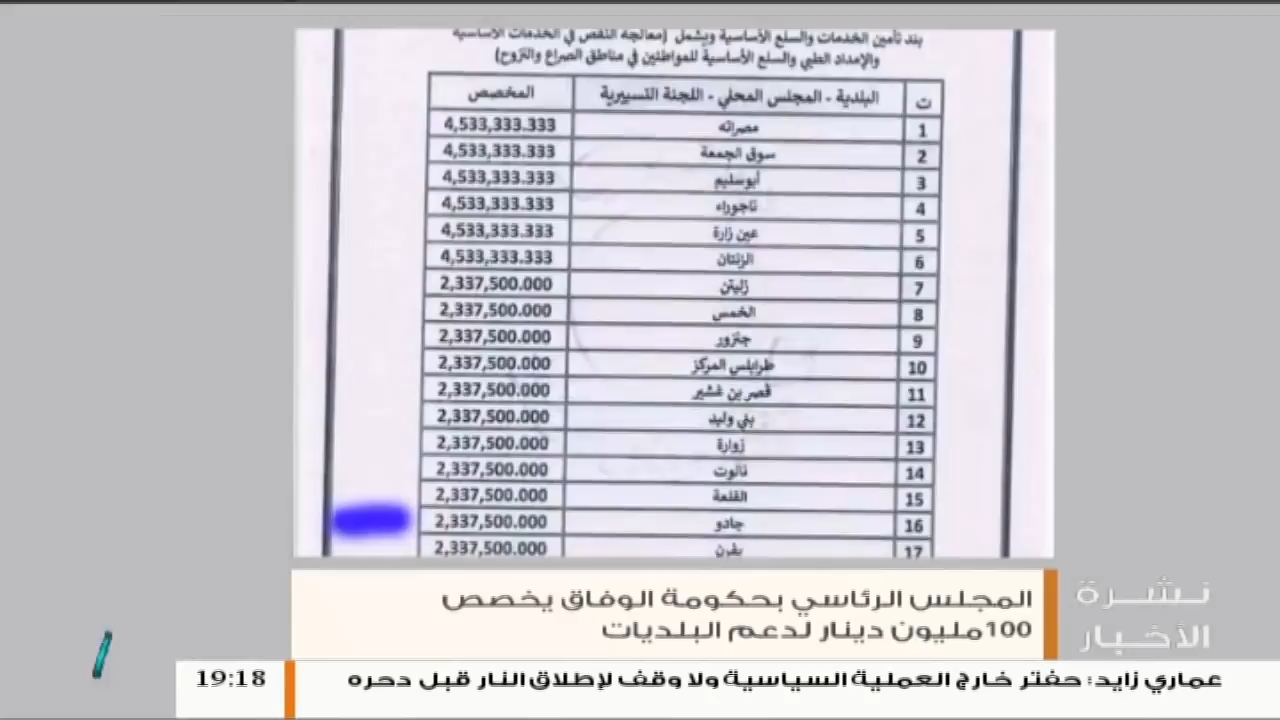 بند تأمين الخدمات والسلع الأساسية ويشمل (معالجة النقص في الخدمات الأساسية
والإمداد الطبي والسلع الأساسية للمواطنين في مناطق الصراع والنزوح)
ت البلدية - المجلس المحلي - اللجنة التسييرية المخصص
1 مصراته 4,533,333.333
2 سوق الجمعة 4,533,333.333
3 أبوسليم 4,533,333.333
4 تاجوراء 4,533,333.333
5 عين زارة 4,533,333.333
6 الزنتان 4,533,333.333
7 زليتن 2,337,500.000
8 الخمس 2,337,500.000
9 جنزور 2,337,500.000
10 طرابلس المركز 2,337,500.000
11 قصر بن غشير 2,337,500.000
12 بني وليد 2,337,500.000
13 زوارة 2,337,500.000
14 نالوت 2,337,500.000
15 القلعة 2,337,500.000
16 جادو 2,337,500.000
17 يفرن 2,337,500.000
المجلس الرئاسي بحكومة الوفاق يخصص
100مليون دينار لدعم البلديات
نشرة
الأخبار
عماري زايد: حفتر خارج العملية السياسية ولا وقف لإطلاق النار قبل دحره
19:18